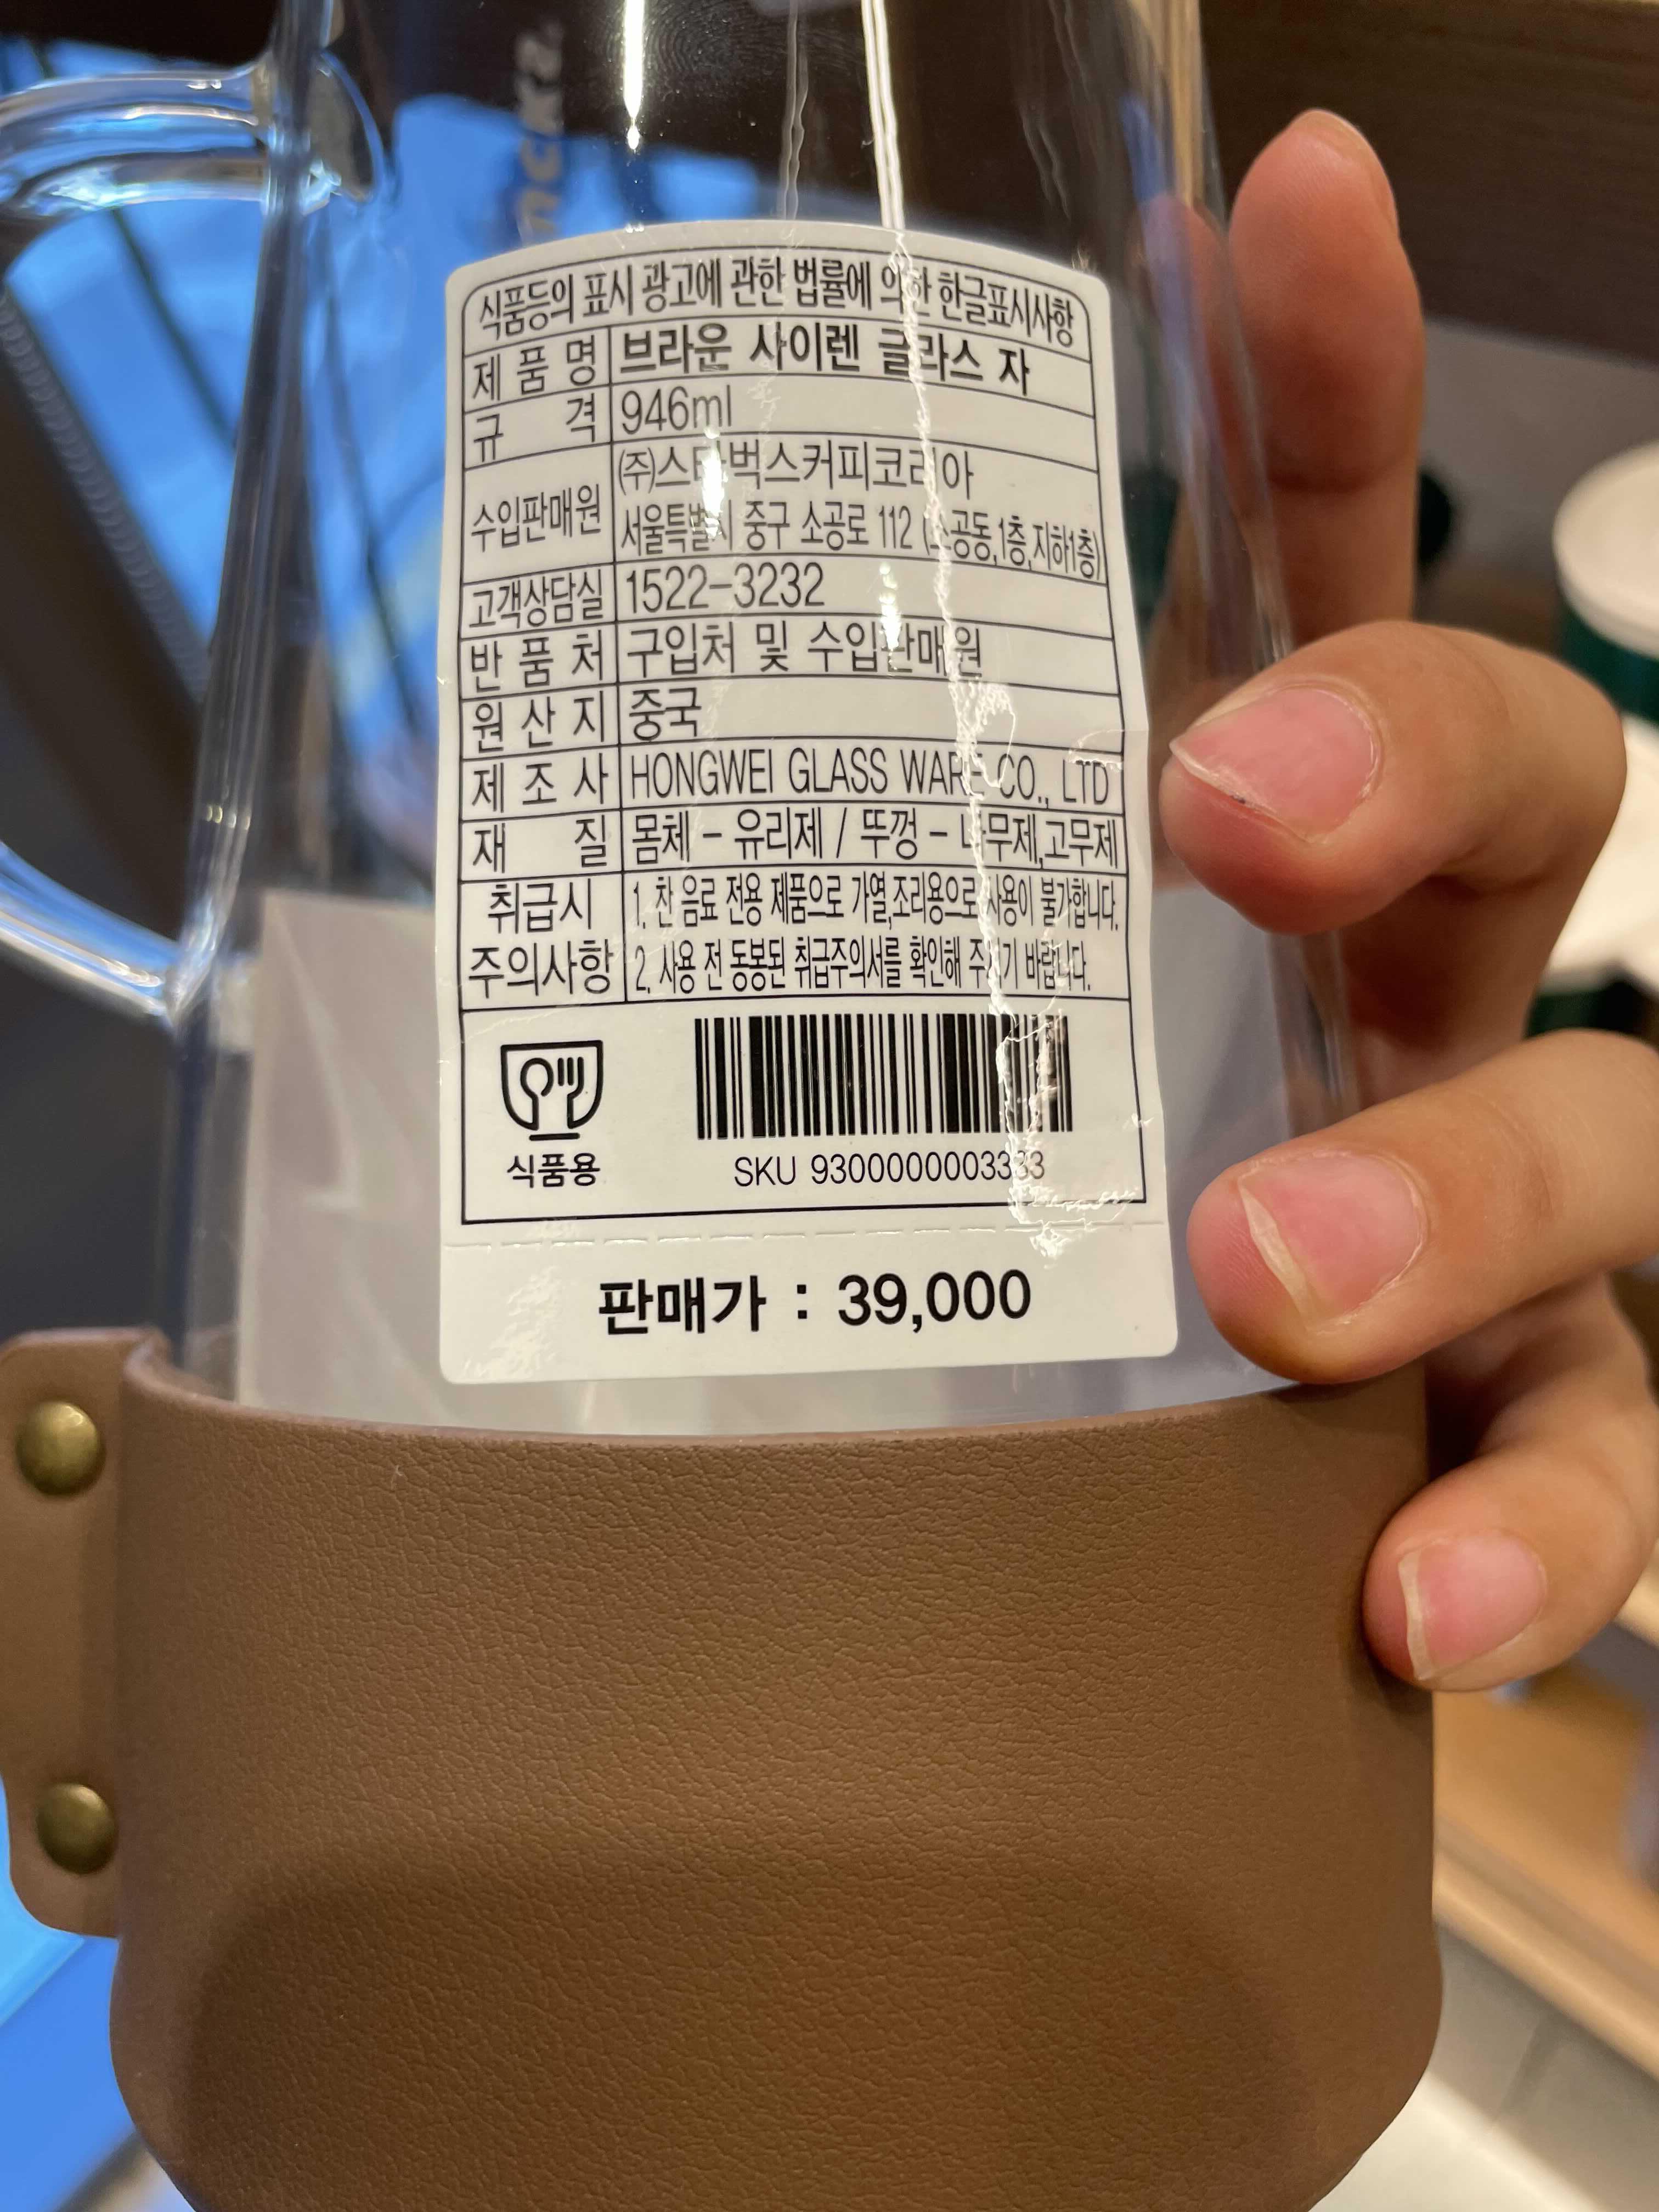 식품등의 표시 광고에 관한 법률에 의한 한글표시사항
제품명 브라운 사이렌 글라스 자
규격 946ml
수입판매원 ㈜스타벅스커피코리아
서울특별시 중구 소공로 112 (소공동,1층,지하1층)
고객상담실 1522-3232
반품처 구입처 및 수입판매원
원산지 중국
제조사 HONGWEI GLASS WARE CO., LTD
재질 몸체 - 유리제 / 뚜껑 - 나무제,고무제
취급시 1. 찬 음료 전용 제품으로 가열,조리용으로 사용이 불가합니다.
주의사항 2. 사용 전 동봉된 취급주의서를 확인해 주시기 바랍니다.
식품용
SKU 9300000003333
판매가 : 39,000